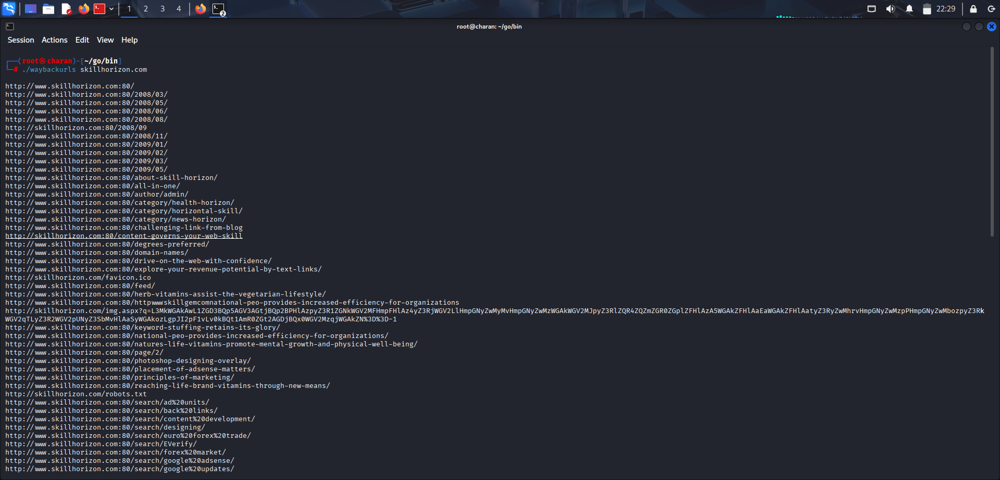 1 2 3 4 2 22:29
root@charan: ~/go/bin
Session Actions Edit View Help
┌──(root㉿charan)-[~/go/bin]
└─# ./waybackurls skillhorizon.com
http://www.skillhorizon.com:80/
http://www.skillhorizon.com:80/2008/03/
http://www.skillhorizon.com:80/2008/05/
http://www.skillhorizon.com:80/2008/06/
http://www.skillhorizon.com:80/2008/08/
http://skillhorizon.com:80/2008/09
http://www.skillhorizon.com:80/2008/11/
http://www.skillhorizon.com:80/2009/01/
http://www.skillhorizon.com:80/2009/02/
http://www.skillhorizon.com:80/2009/03/
http://www.skillhorizon.com:80/2009/05/
http://www.skillhorizon.com:80/about-skill-horizon/
http://www.skillhorizon.com:80/all-in-one/
http://www.skillhorizon.com:80/author/admin/
http://www.skillhorizon.com:80/category/health-horizon/
http://www.skillhorizon.com:80/category/horizontal-skill/
http://www.skillhorizon.com:80/category/news-horizon/
http://www.skillhorizon.com:80/challenging-link-from-blog
http://skillhorizon.com:80/content-governs-your-web-skill
http://www.skillhorizon.com:80/degrees-preferred/
http://www.skillhorizon.com:80/domain-names/
http://www.skillhorizon.com:80/drive-on-the-web-with-confidence/
http://www.skillhorizon.com:80/explore-your-revenue-potential-by-text-links/
http://skillhorizon.com/favicon.ico
http://www.skillhorizon.com:80/feed/
http://www.skillhorizon.com:80/herb-vitamins-assist-the-vegetarian-lifestyle/
http://www.skillhorizon.com:80/httpwwwskillgemcomnational-peo-provides-increased-efficiency-for-organizations
http://skillhorizon.com/img.aspx?q=L3MkWGAkAwL1ZGD3BQp5AGV3AGtjBQp2BPHlAzpyZ3R1ZGNkWGV2MFHmpFHlAz4yZ3RjWGV2LlHmpGNyZwMyMvHmpGNyZwMzWGAkWGV2MJpyZ3RlZQR4ZQZmZGR0ZGplZFHlAzA5WGAkZFHlAaEaWGAkZFHlAatyZ3RyZwMhrvHmpGNyZwMzpPHmpGNyZwMbozpyZ3Rk
WGV2qTLyZ3R2WGV2pUNyZ3SbMvHlAaSyWGAkozLgpJI2pF1vLv0kBQt1AmR0ZGt2AGDjBQx0WGV2MzqjWGAkZN%3D%3D-1
http://www.skillhorizon.com:80/keyword-stuffing-retains-its-glory/
http://www.skillhorizon.com:80/national-peo-provides-increased-efficiency-for-organizations/
http://www.skillhorizon.com:80/natures-life-vitamins-promote-mental-growth-and-physical-well-being/
http://www.skillhorizon.com:80/page/2/
http://www.skillhorizon.com:80/photoshop-designing-overlay/
http://www.skillhorizon.com:80/placement-of-adsense-matters/
http://www.skillhorizon.com:80/principles-of-marketing/
http://www.skillhorizon.com:80/reaching-life-brand-vitamins-through-new-means/
http://skillhorizon.com/robots.txt
http://www.skillhorizon.com:80/search/ad%20units/
http://www.skillhorizon.com:80/search/back%20links/
http://www.skillhorizon.com:80/search/content%20development/
http://www.skillhorizon.com:80/search/designing/
http://www.skillhorizon.com:80/search/euro%20forex%20trade/
http://www.skillhorizon.com:80/search/EVerify/
http://www.skillhorizon.com:80/search/forex%20market/
http://www.skillhorizon.com:80/search/google%20adsense/
http://www.skillhorizon.com:80/search/google%20updates/